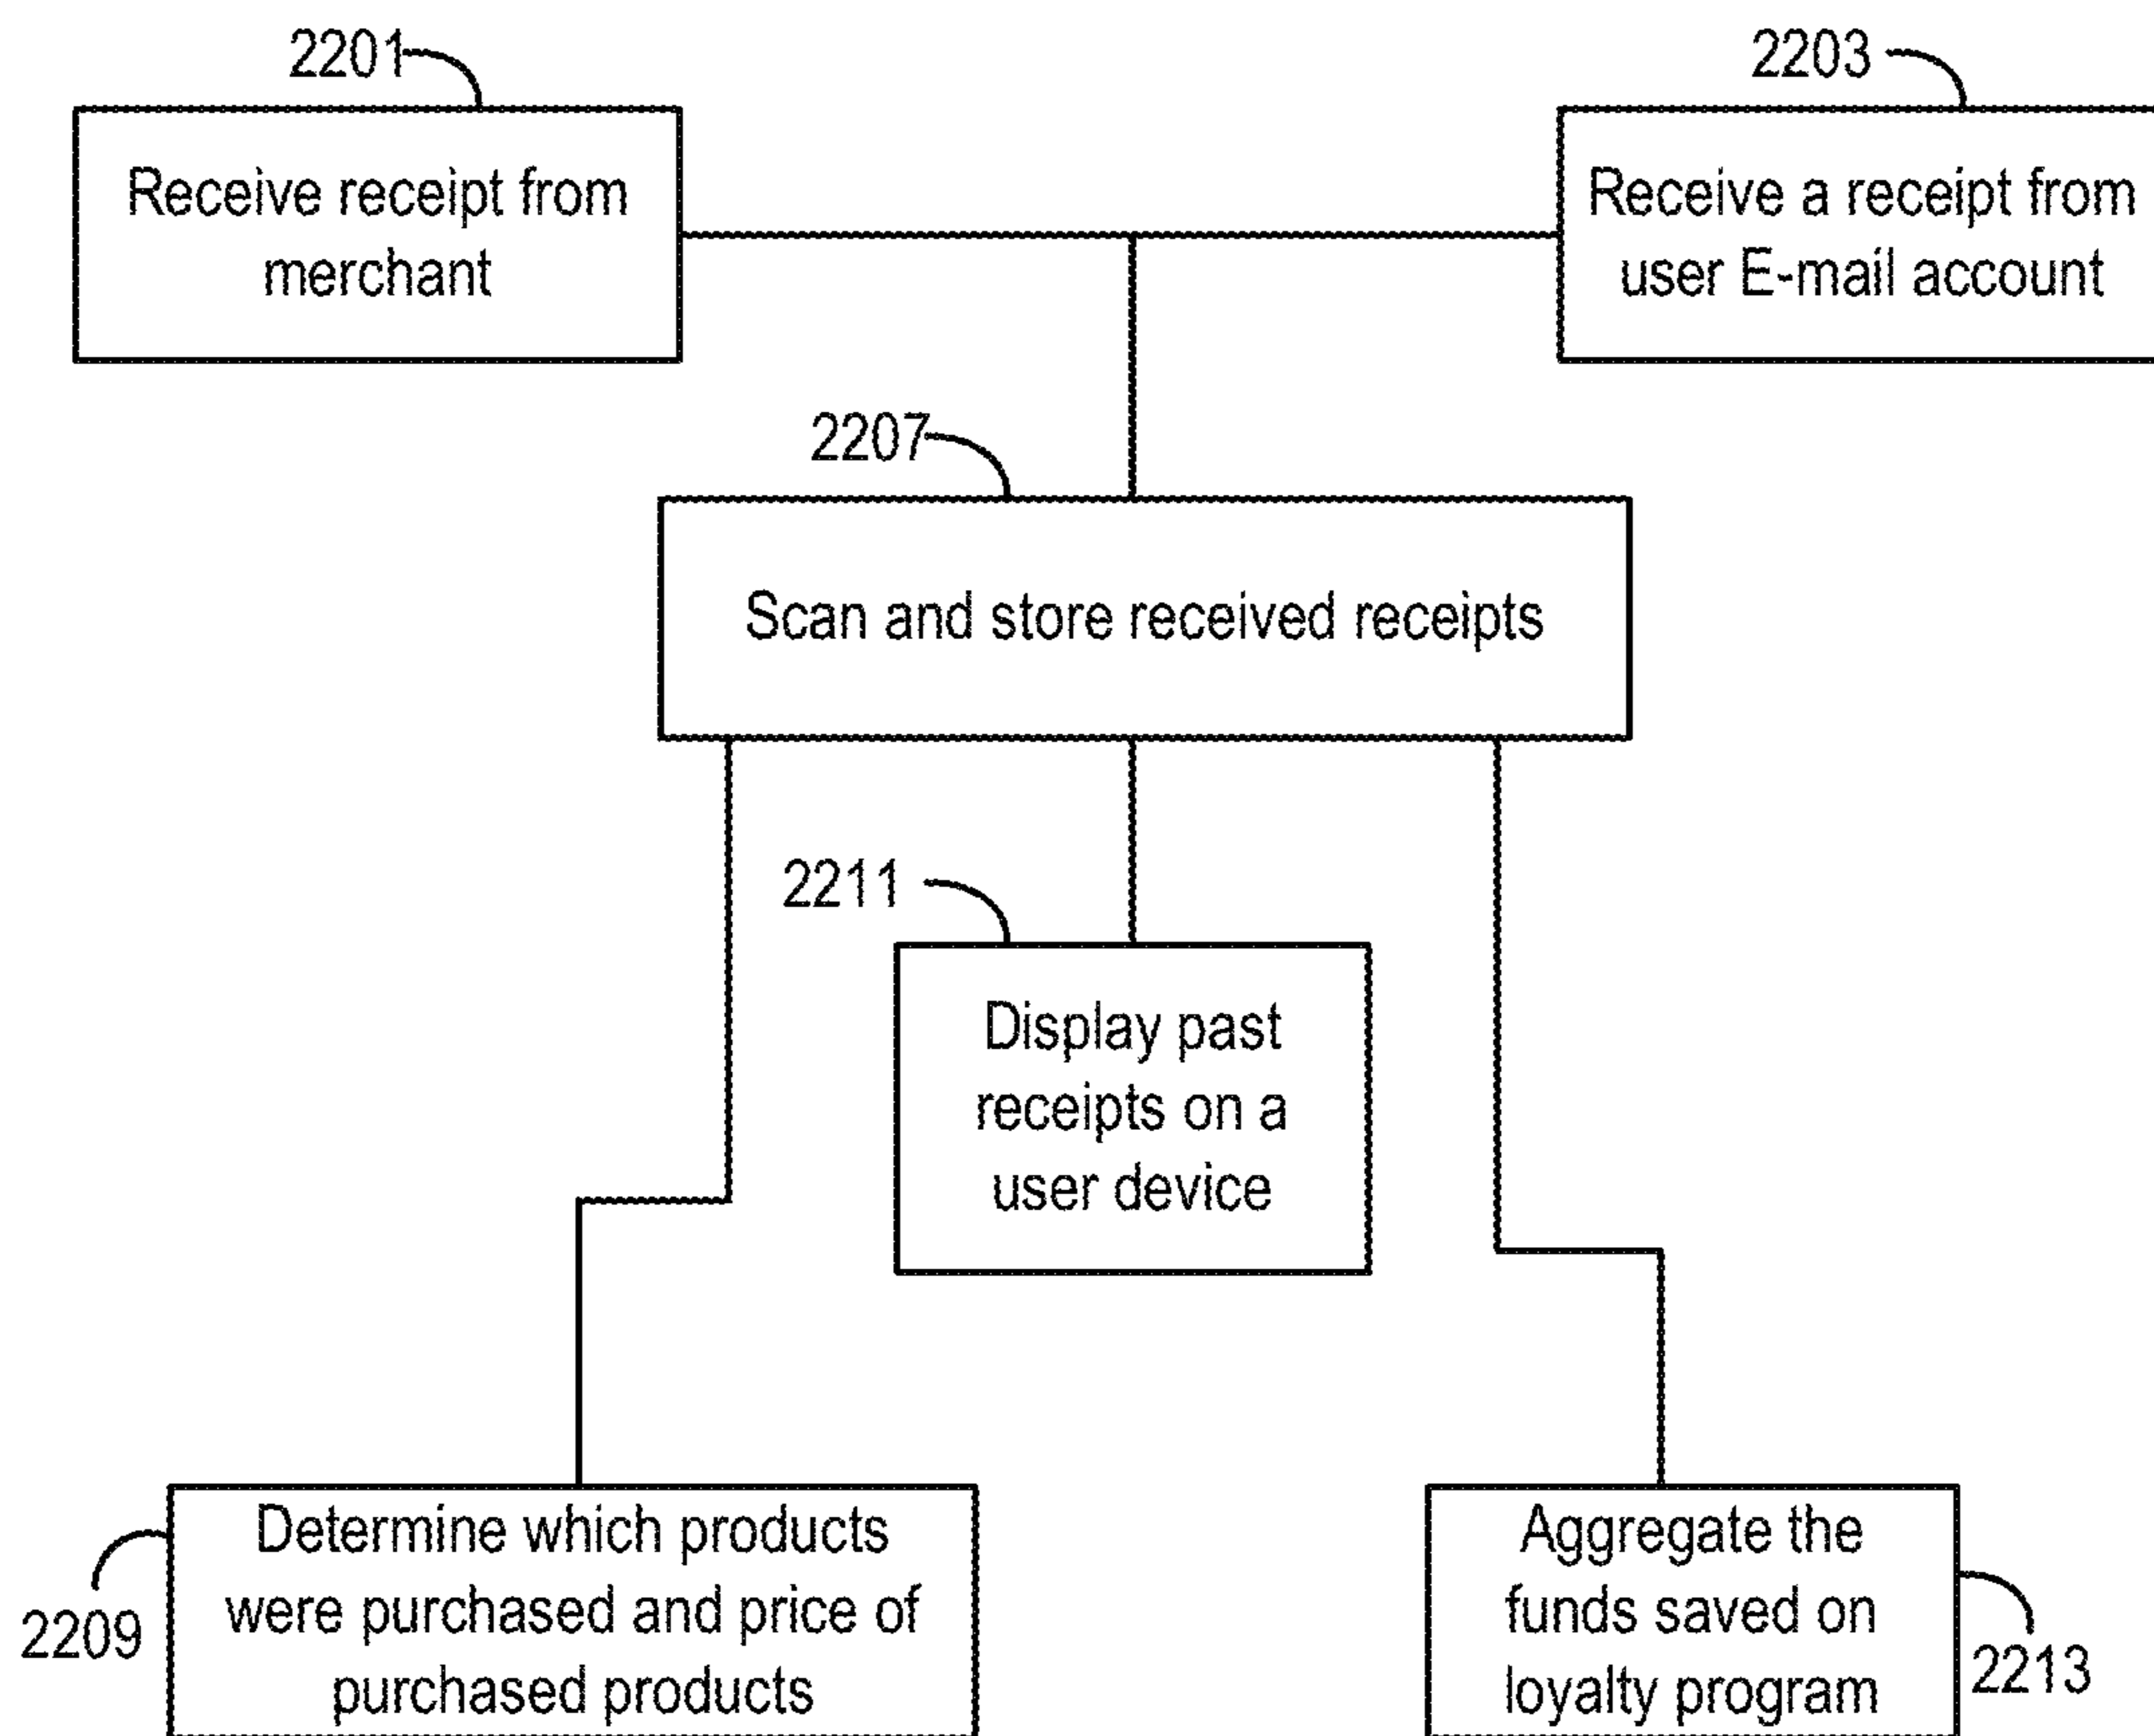 2201
2203
Receive receipt from
merchant
Receive a receipt from
user E-mail account
2207
Scan and store received receipts
2211
Display past
receipts on a
user device
Determine which products
were purchased and price of
purchased products
2209
Aggregate the
funds saved on
loyalty program
2213